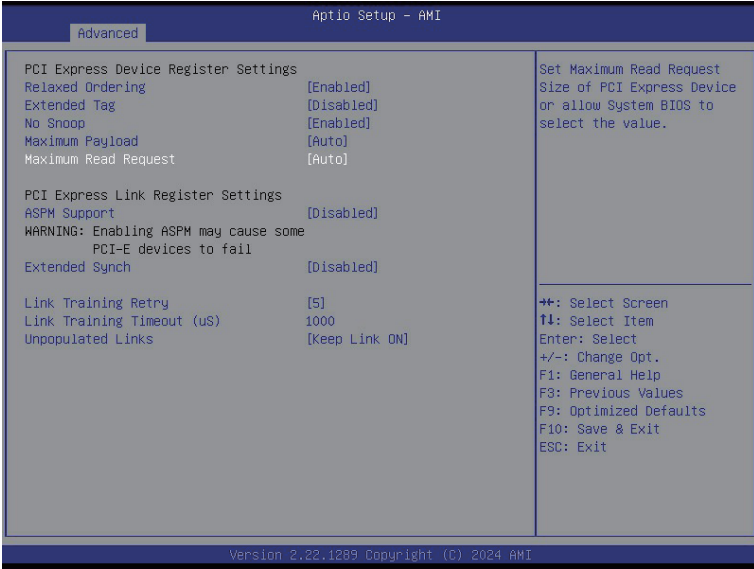 Aptio Setup – AMI
Advanced
PCI Express Device Register Settings
Relaxed Ordering [Enabled]
Extended Tag [Disabled]
No Snoop [Enabled]
Maximum Payload [Auto]
Maximum Read Request [Auto]
PCI Express Link Register Settings
ASPM Support [Disabled]
WARNING: Enabling ASPM may cause some
PCI-E devices to fail
Extended Synch [Disabled]
Link Training Retry [5]
Link Training Timeout (uS) 1000
Unpopulated Links [Keep Link ON]
Set Maximum Read Request
Size of PCI Express Device
or allow System BIOS to
select the value.
→←: Select Screen
↑↓: Select Item
Enter: Select
+/-: Change Opt.
F1: General Help
F3: Previous Values
F9: Optimized Defaults
F10: Save & Exit
ESC: Exit
Version 2.22.1289 Copyright (C) 2024 AMI